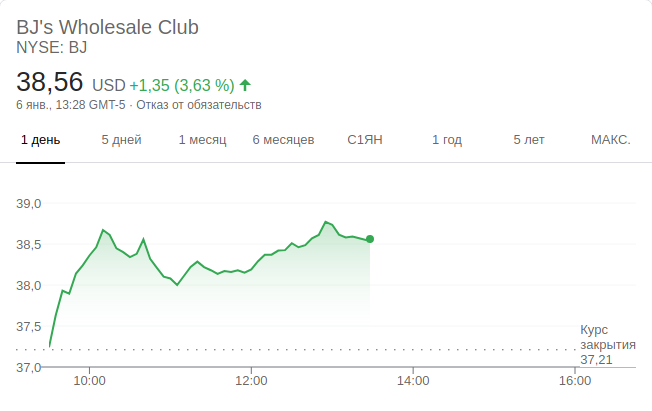 BJ's Wholesale Club
NYSE: BJ
38,56 USD +1,35 (3,63 %)
6 янв., 13:28 GMT-5 · Отказ от обязательств
1 день 5 дней 1 месяц 6 месяцев С1ЯН 1 год 5 лет МАКС.
39,0
38,5
38,0
37,5
Курс
закрытия
37,21
37,0
10:00 12:00 14:00 16:00